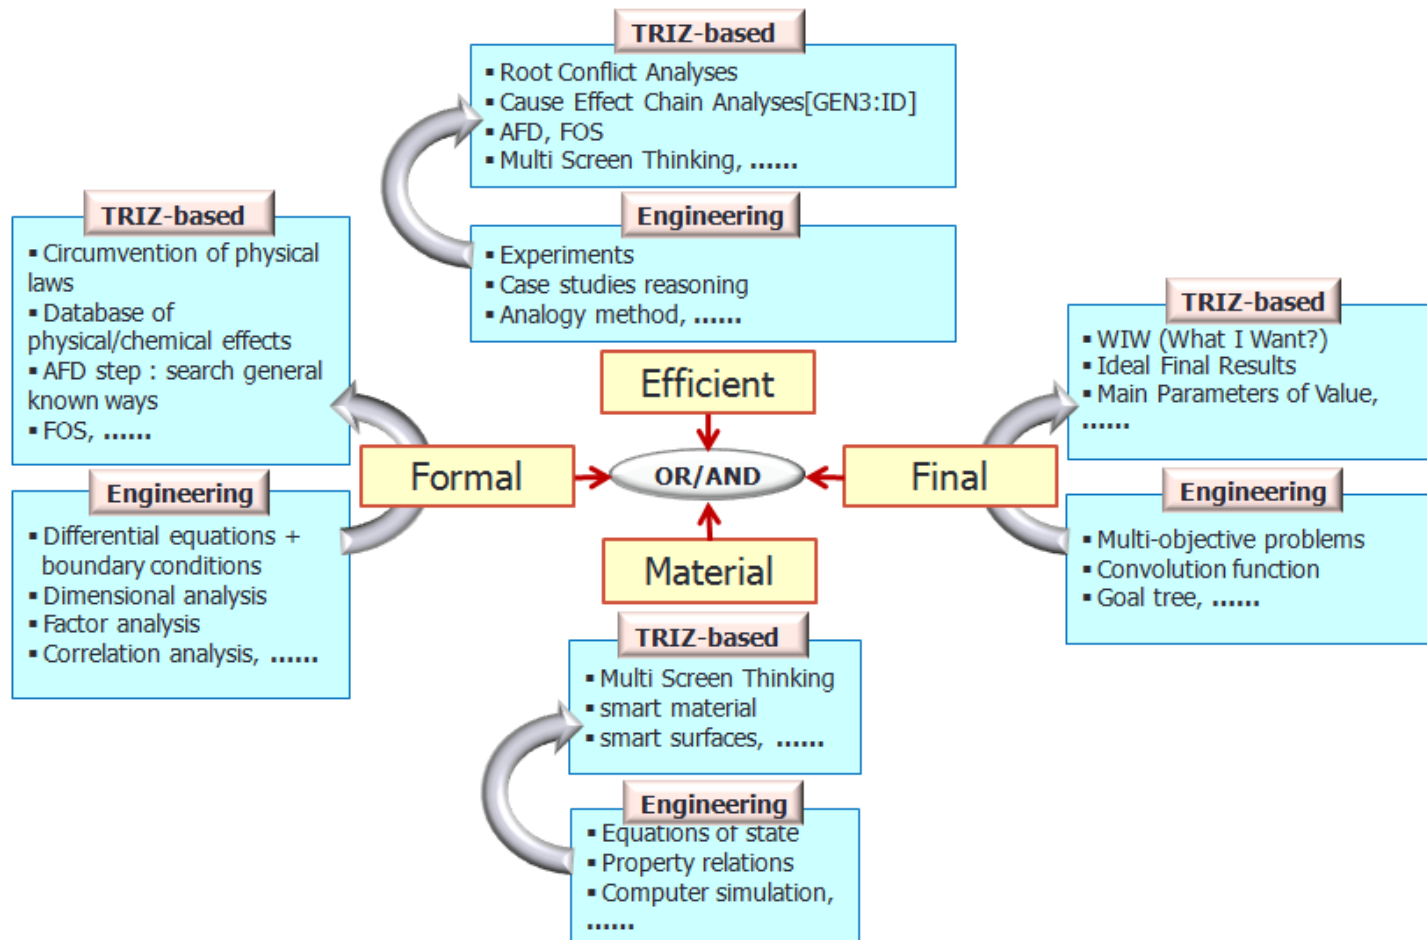 TRIZ-based
▪ Root Conflict Analyses
▪ Cause Effect Chain Analyses[GEN3:ID]
▪ AFD, FOS
▪ Multi Screen Thinking, ......
Engineering
▪ Experiments
▪ Case studies reasoning
▪ Analogy method, ......
TRIZ-based
▪ Circumvention of physical
laws
▪ Database of
physical/chemical effects
▪ AFD step : search general
known ways
▪ FOS, ......
Engineering
▪ Differential equations +
boundary conditions
▪ Dimensional analysis
▪ Factor analysis
▪ Correlation analysis, ......
Efficient
Formal
OR/AND
Final
Material
TRIZ-based
▪ WIW (What I Want?)
▪ Ideal Final Results
▪ Main Parameters of Value,
......
Engineering
▪ Multi-objective problems
▪ Convolution function
▪ Goal tree, ......
TRIZ-based
▪ Multi Screen Thinking
▪ smart material
▪ smart surfaces, ......
Engineering
▪ Equations of state
▪ Property relations
▪ Computer simulation,
......